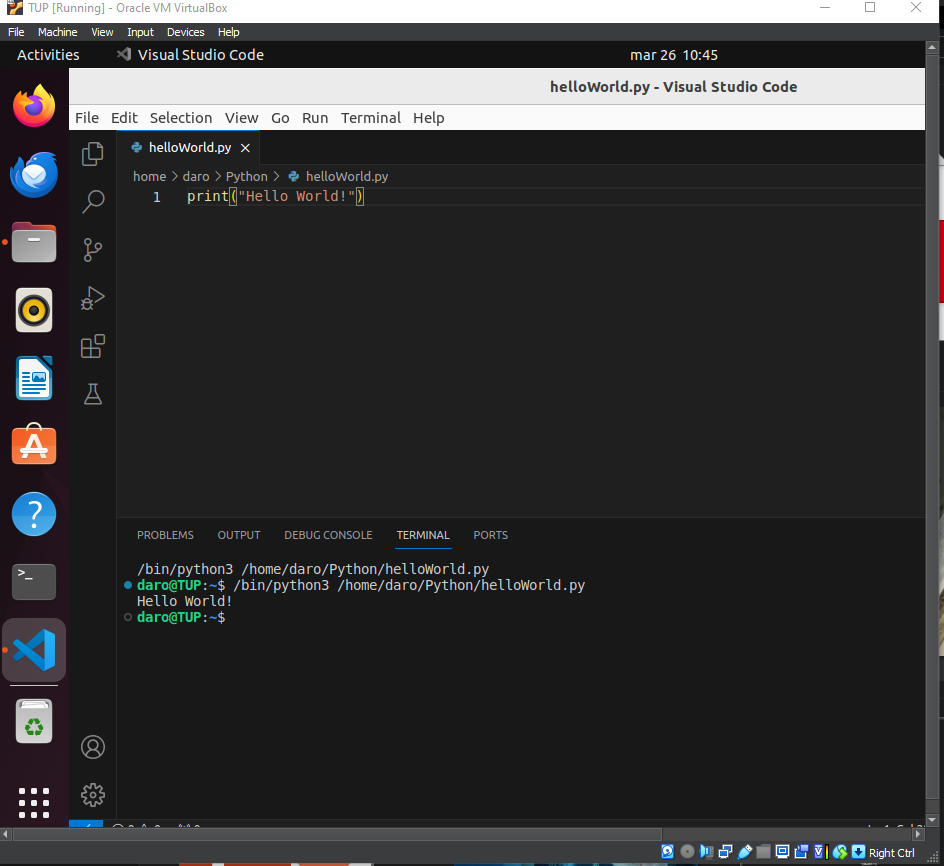 TUP [Running] - Oracle VM VirtualBox
File Machine View Input Devices Help
Activities Visual Studio Code mar 26 10:45
helloWorld.py - Visual Studio Code
File Edit Selection View Go Run Terminal Help
helloWorld.py
home > daro > Python > helloWorld.py
1 print("Hello World!")
PROBLEMS OUTPUT DEBUG CONSOLE TERMINAL PORTS
/bin/python3 /home/daro/Python/helloWorld.py
daro@TUP:~$ /bin/python3 /home/daro/Python/helloWorld.py
Hello World!
daro@TUP:~$
Right Ctrl